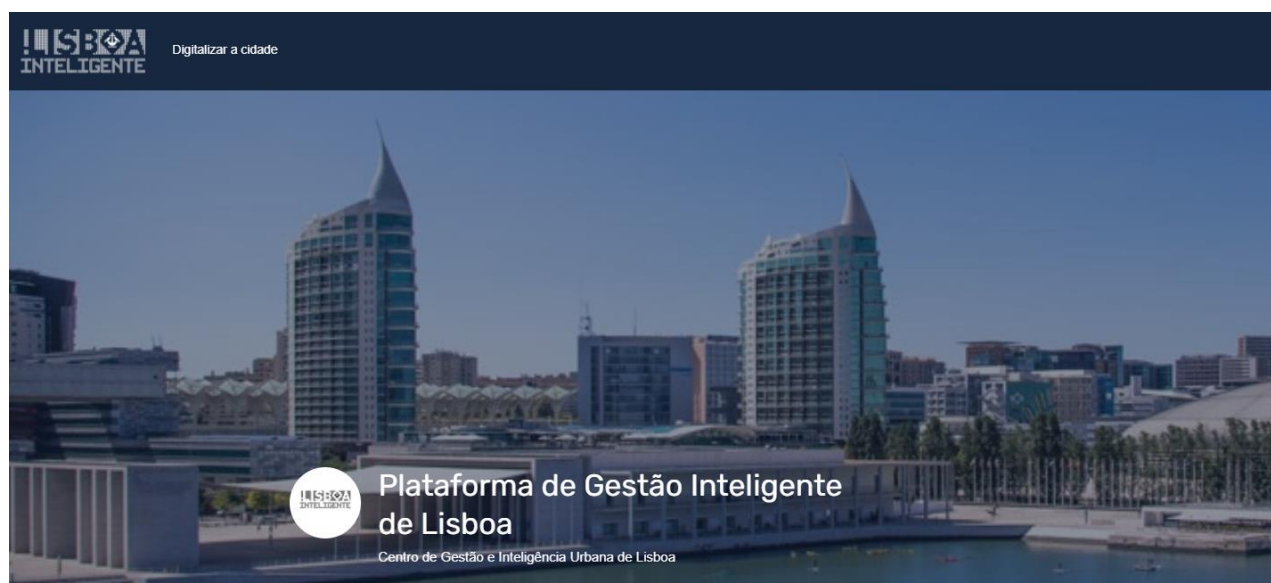 !LISBOA
INTELIGENTE
Digitalizar a cidade
!LISBOA
INTELIGENTE
Plataforma de Gestão Inteligente
de Lisboa
Centro de Gestão e Inteligência Urbana de Lisboa